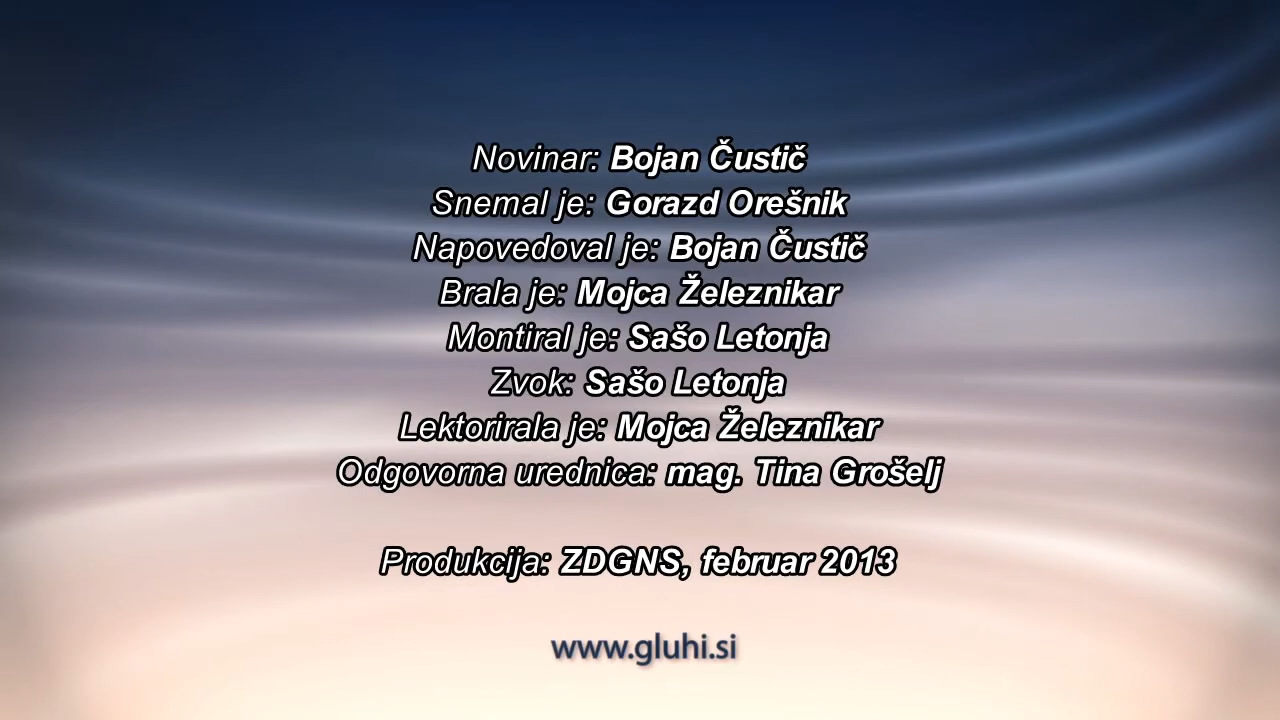 Novinar: Bojan Čustič
Snemal je: Gorazd Orešnik
Napovedoval je: Bojan Čustič
Brala je: Mojca Železnikar
Montiral je: Sašo Letonja
Zvok: Sašo Letonja
Lektorirala je: Mojca Železnikar
Odgovorna urednica: mag. Tina Grošelj
Produkcija: ZDGNS, februar 2013
www.gluhi.si